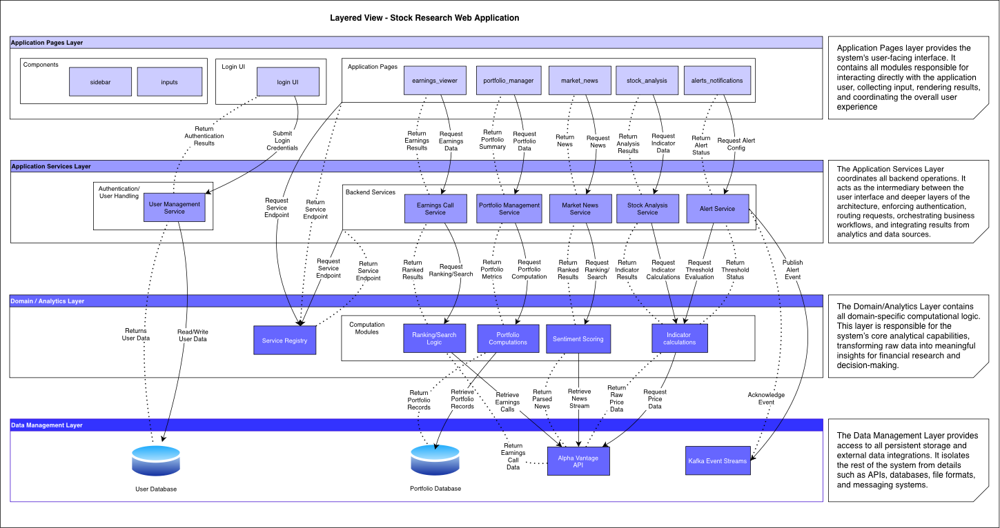 Layered View - Stock Research Web Application
Application Pages Layer
Components
sidebar
inputs
Login UI
login UI
Application Pages
earnings_viewer
portfolio_manager
market_news
stock_analysis
alerts_notifications
Application Pages layer provides the
system's user-facing interface. It
contains all modules responsible for
interacting directly with the application
user, collecting input, rendering results,
and coordinating the overall user
experience
Return
Authentication
Results
Submit
Login
Credentials
Return
Earnings
Results
Request
Earnings
Data
Return
Portfolio
Summary
Request
Portfolio
Data
Return
News
Request
News
Return
Analysis
Results
Request
Indicator
Data
Return
Alert
Status
Request Alert
Config
Application Services Layer
Authentication/
User Handling
User Management
Service
Request
Service
Endpoint
Return
Service
Endpoint
Backend Services
Earnings Call
Service
Portfolio Management
Service
Market News
Service
Stock Analysis
Service
Alert Service
The Application Services Layer
coordinates all backend operations. It
acts as the intermediary between the
user interface and deeper layers of the
architecture, enforcing authentication,
routing requests, orchestrating business
workflows, and integrating results from
analytics and data sources.
Request
Service
Endpoint
Return
Service
Endpoint
Return
Ranked
Results
Request
Ranking/Search
Return
Portfolio
Metrics
Request
Portfolio
Computation
Return
Ranked
Results
Request
Ranking/
Search
Return
Indicator
Results
Request
Indicator
Calculations
Request
Threshold
Evaluation
Return
Threshold
Status
Publish
Alert
Event
Domain / Analytics Layer
Returns
User Data
Read/Write
User Data
Service Registry
Computation
Modules
Ranking/Search
Logic
Portfolio
Computations
Sentiment Scoring
Indicator
calculations
The Domain/Analytics Layer contains
all domain-specific computational logic.
This layer is responsible for the
system's core analytical capabilities,
transforming raw data into meaningful
insights for financial research and
decision-making.
Return
Portfolio
Records
Retrieve
Portfolio
Records
Retrieve
Earnings
Calls
Return
Parsed
News
Retrieve
News
Stream
Return
Raw
Price
Data
Request
Price
Data
Acknowledge
Event
Data Management Layer
User Database
Portfolio Database
Return
Earnings
Call
Data
Alpha Vantage
API
Kafka Event Streams
The Data Management Layer provides
access to all persistent storage and
external data integrations. It isolates
the rest of the system from details
such as APIs, databases, file formats,
and messaging systems.